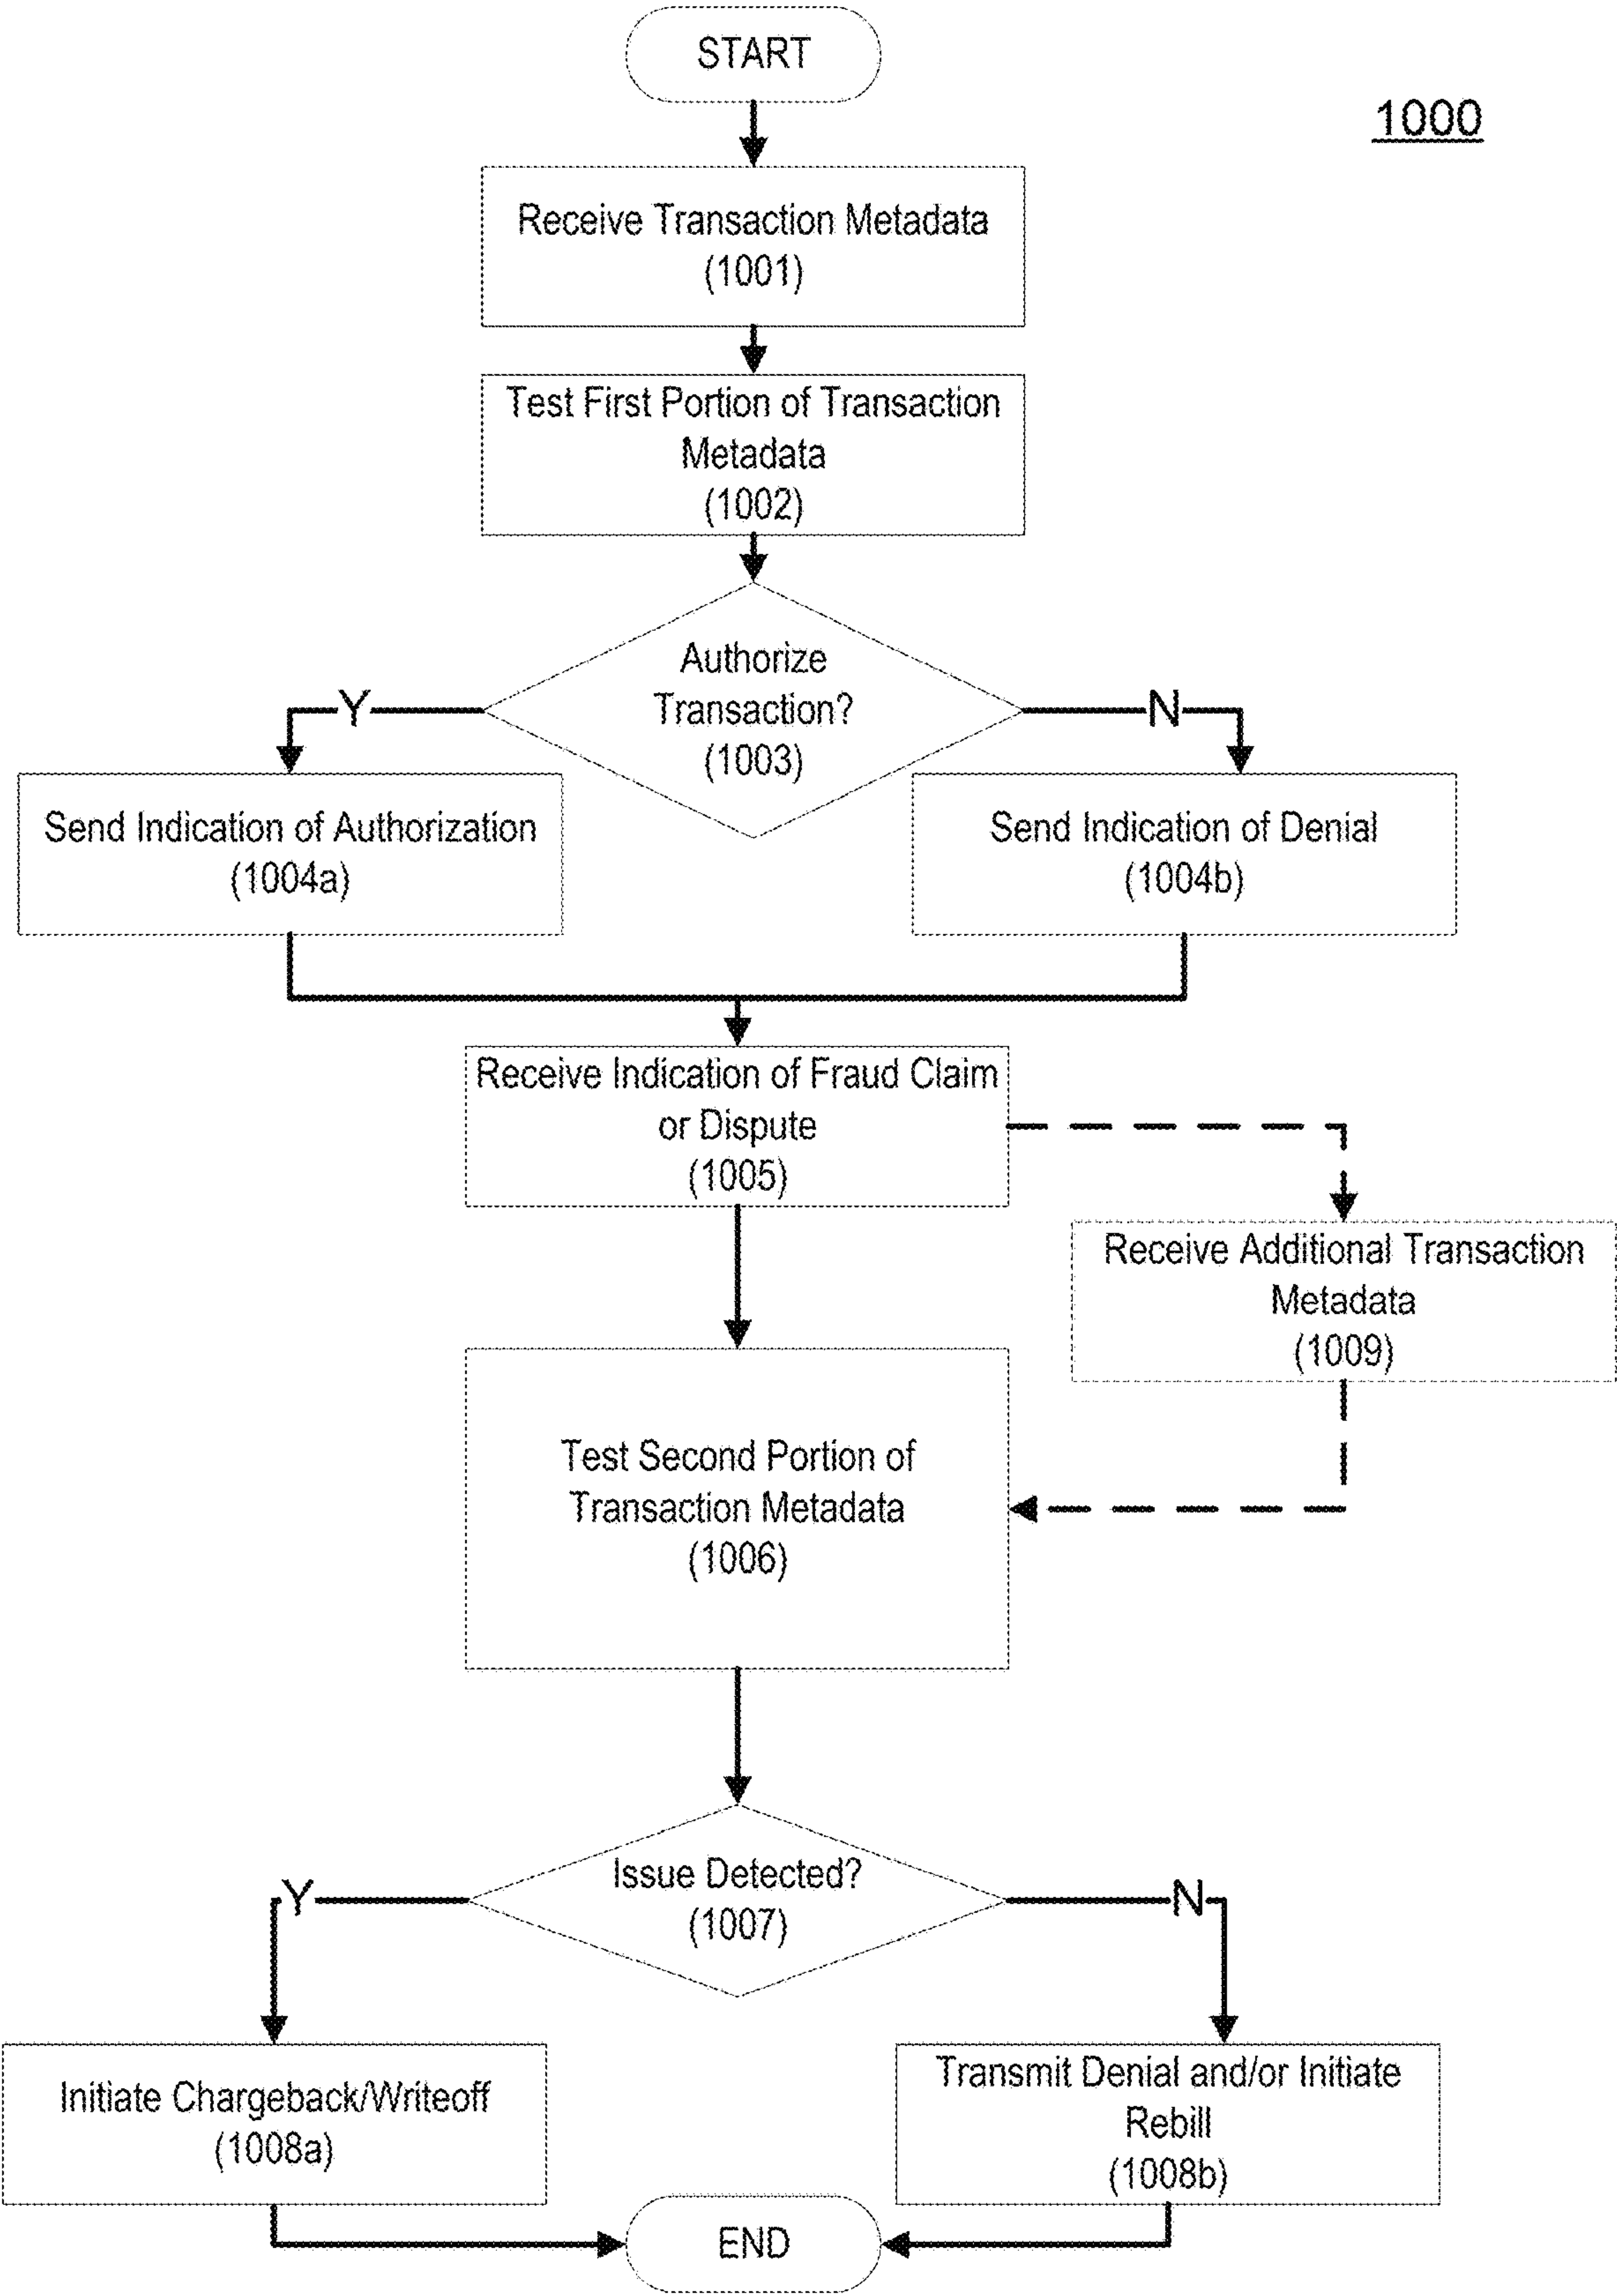 START
1000
Receive Transaction Metadata
(1001)
Test First Portion of Transaction
Metadata
(1002)
Authorize
Transaction?
(1003)
Y
N
Send Indication of Authorization
(1004a)
Send Indication of Denial
(1004b)
Receive Indication of Fraud Claim
or Dispute
(1005)
Receive Additional Transaction
Metadata
(1009)
Test Second Portion of
Transaction Metadata
(1006)
Issue Detected?
(1007)
Y
N
Initiate Chargeback/Writeoff
(1008a)
Transmit Denial and/or Initiate
Rebill
(1008b)
END